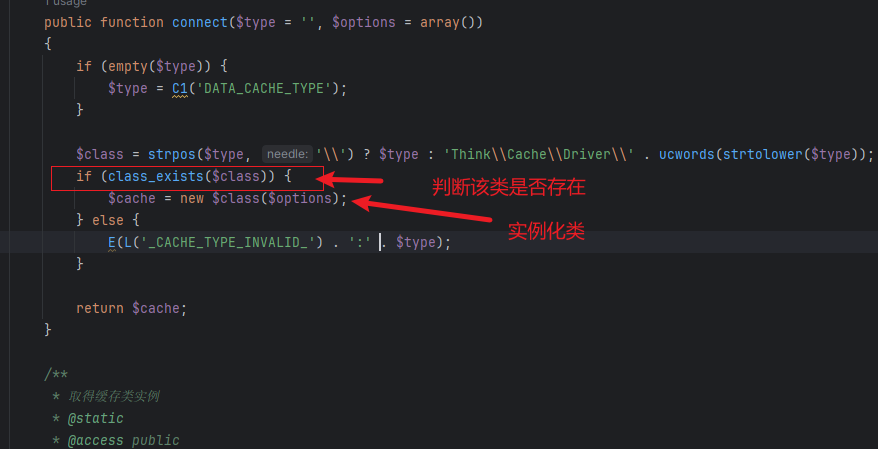 1 usage
public function connect($type = '', $options = array())
{
if (empty($type)) {
$type = C1('DATA_CACHE_TYPE');
}
$class = strpos($type, needle: '\\') ? $type : 'Think\\Cache\\Driver\\' . ucwords(strtolower($type));
if (class_exists($class)) {
判断该类是否存在
$cache = new $class($options);
实例化类
} else {
E(L('_CACHE_TYPE_INVALID_') . ':' . $type);
}
return $cache;
}
/**
* 取得缓存类实例
* @static
* @access public